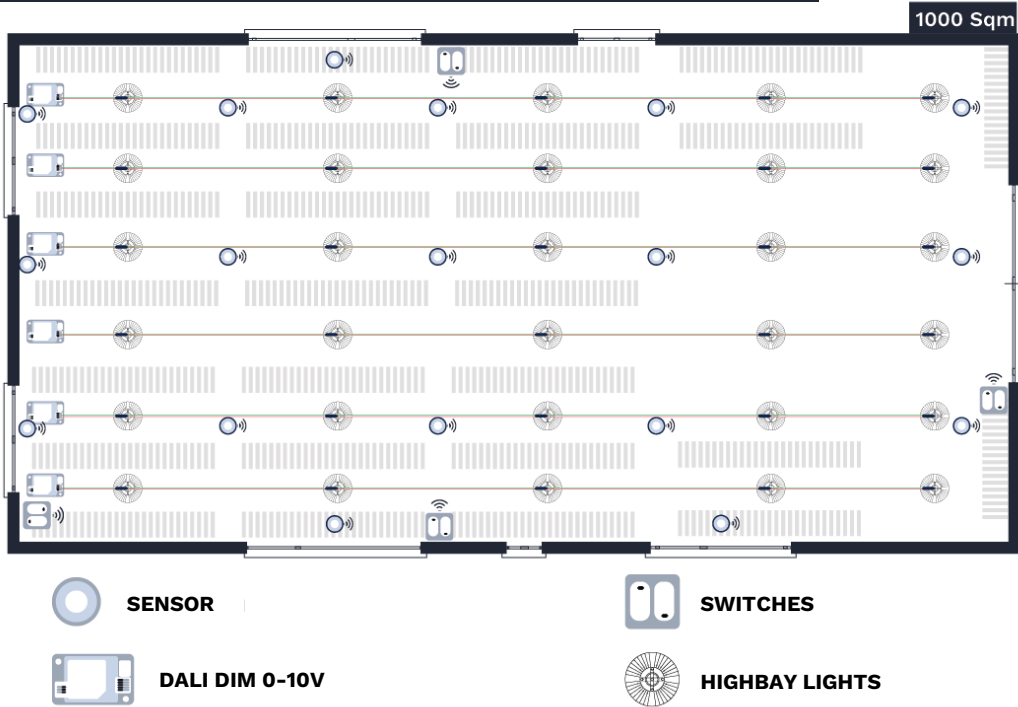 1000 Sqm
SENSOR
SWITCHES
DALI DIM 0-10V
HIGHBAY LIGHTS